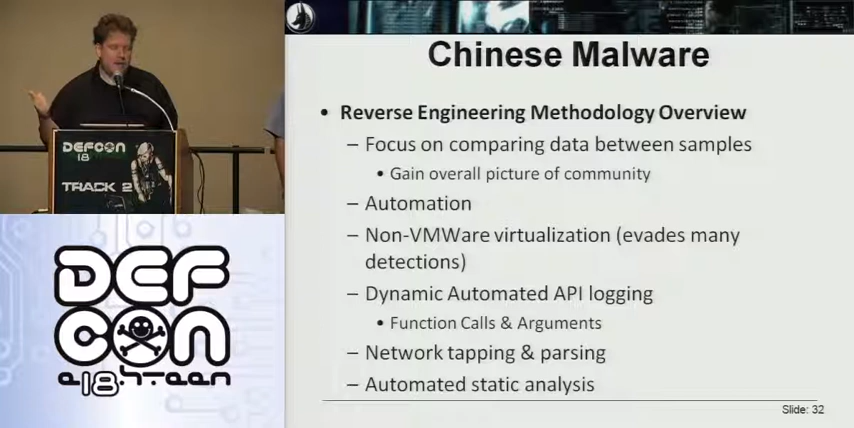 DEFCON
18
TRACK 2
DEF
CON
e18hteen
Chinese Malware
• Reverse Engineering Methodology Overview
– Focus on comparing data between samples
• Gain overall picture of community
– Automation
– Non-VMWare virtualization (evades many
detections)
– Dynamic Automated API logging
• Function Calls & Arguments
– Network tapping & parsing
– Automated static analysis
Slide: 32